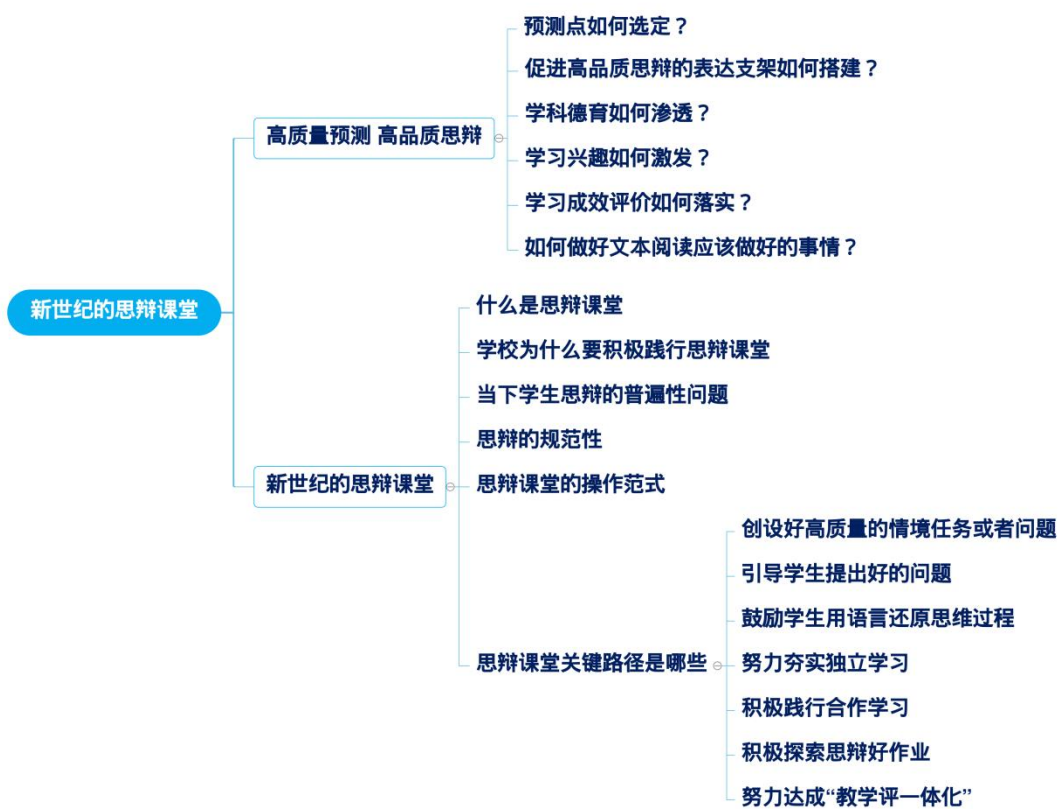 新世纪的思辩课堂
高质量预测 高品质思辩
预测点如何选定？
促进高品质思辩的表达支架如何搭建？
学科德育如何渗透？
学习兴趣如何激发？
学习成效评价如何落实？
如何做好文本阅读应该做好的事情？
新世纪的思辩课堂
什么是思辩课堂
学校为什么要积极践行思辩课堂
当下学生思辩的普遍性问题
思辩的规范性
思辩课堂的操作范式
思辩课堂关键路径是哪些
创设好高质量的情境任务或者问题
引导学生提出好的问题
鼓励学生用语言还原思维过程
努力夯实独立学习
积极践行合作学习
积极探索思辩好作业
努力达成“教学评一体化”